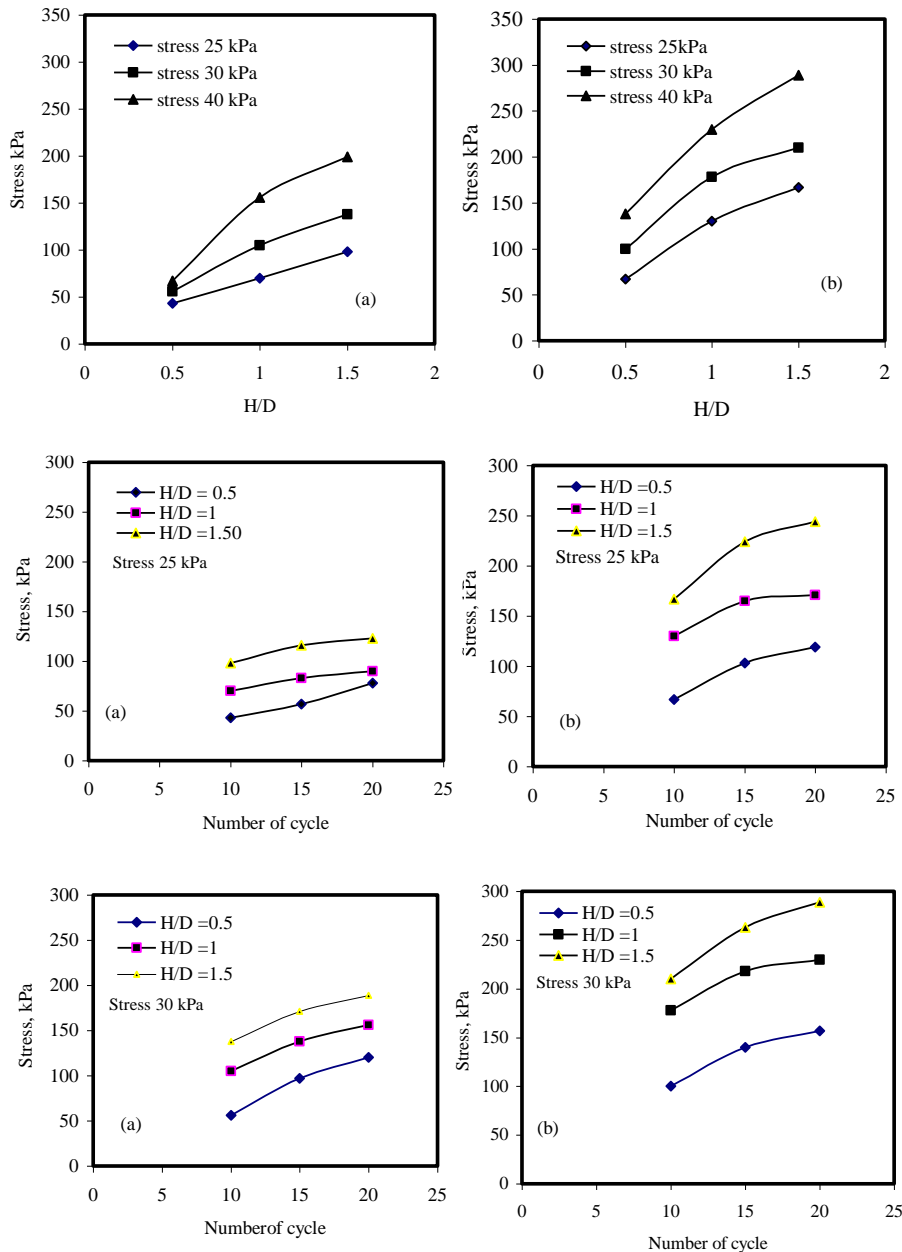 350
300
250
200
150
100
50
0
Stress kPa
stress 25 kPa
stress 30 kPa
stress 40 kPa
(a)
0 0.5 1 1.5 2
H/D
350
300
250
200
150
100
50
0
Stress kPa
stress 25kPa
stress 30 kPa
stress 40 kPa
(b)
0 0.5 1 1.5 2
H/D
300
250
200
150
100
50
0
Stress, kPa
H/D = 0.5
H/D =1
H/D =1.50
Stress 25 kPa
(a)
0 5 10 15 20 25
Number of cycle
300
250
200
150
100
50
0
Stress, kPa
H/D =0.5
H/D =1
H/D =1.5
Stress 25 kPa
(b)
0 5 10 15 20 25
Number of cycle
300
250
200
150
100
50
0
Stress, kPa
H/D =0.5
H/D =1
H/D =1.5
Stress 30 kPa
(a)
0 5 10 15 20 25
Numberof cycle
300
250
200
150
100
50
0
Stress, kPa
H/D =0.5
H/D =1
H/D =1.5
Stress 30 kPa
(b)
0 5 10 15 20 25
Number of cycle